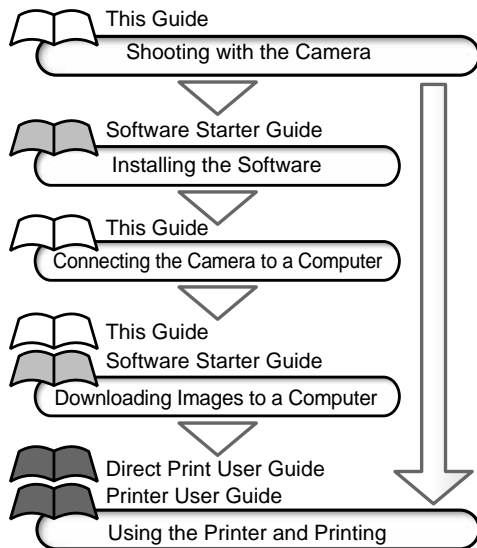 This Guide
Shooting with the Camera
Software Starter Guide
Installing the Software
This Guide
Connecting the Camera to a Computer
This Guide
Software Starter Guide
Downloading Images to a Computer
Direct Print User Guide
Printer User Guide
Using the Printer and Printing